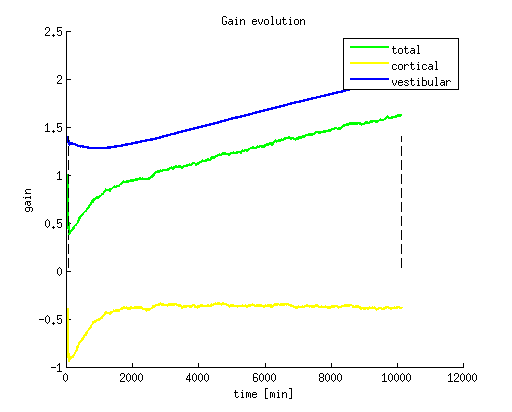 Gain evolution
2.5
2
1.5
1
0.5
0
-0.5
-1
gain
total
cortical
vestibular
0 2000 4000 6000 8000 10000 12000
time [min]